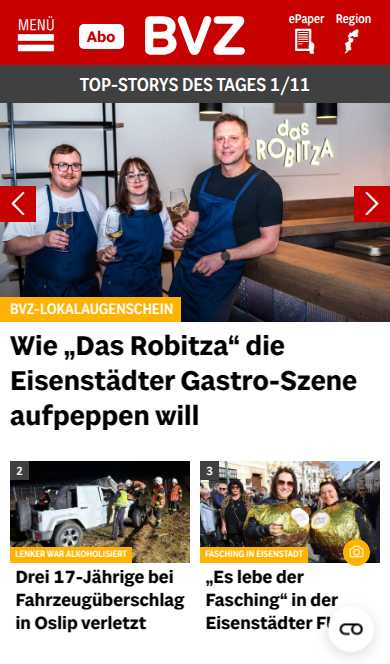 MENÜ
Abo
BVZ
ePaper
Region
TOP-STORYS DES TAGES 1/11
das
ROBITZA
BVZ-LOKALAUGENSCHEIN
Wie „Das Robitza“ die
Eisenstädter Gastro-Szene
aufpeppen will
2
LENKER WAR ALKOHOLISIERT
Drei 17-Jährige bei
Fahrzeugüberschlag
in Oslip verletzt
3
FASCHING IN EISENSTADT
„Es lebe der
Fasching“ in der
Eisenstädter